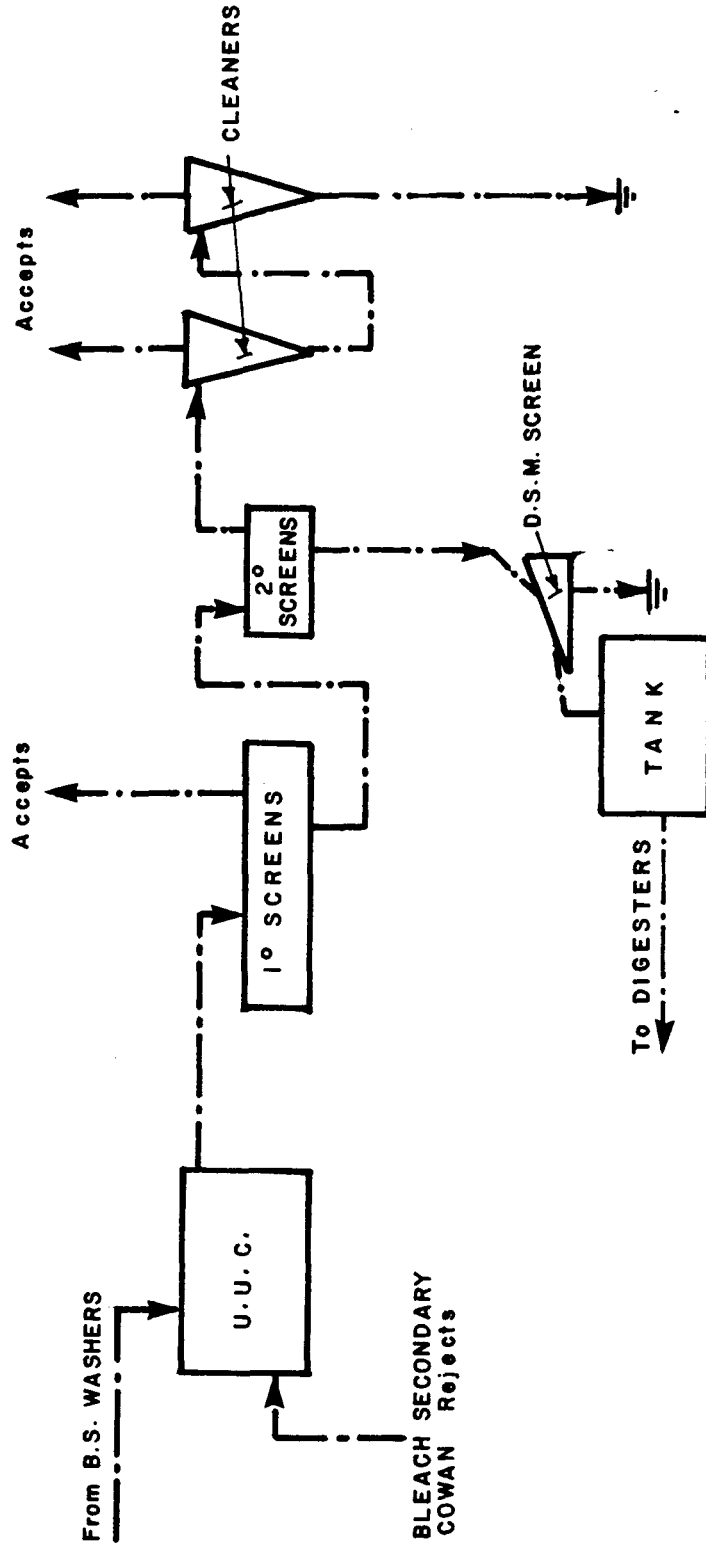 From B.S. WASHERS
U.U.C.
BLEACH SECONDARY
COWAN Rejects
1° SCREENS
Accepts
2°
SCREENS
Accepts
CLEANERS
D.S.M. SCREEN
TANK
To DIGESTERS